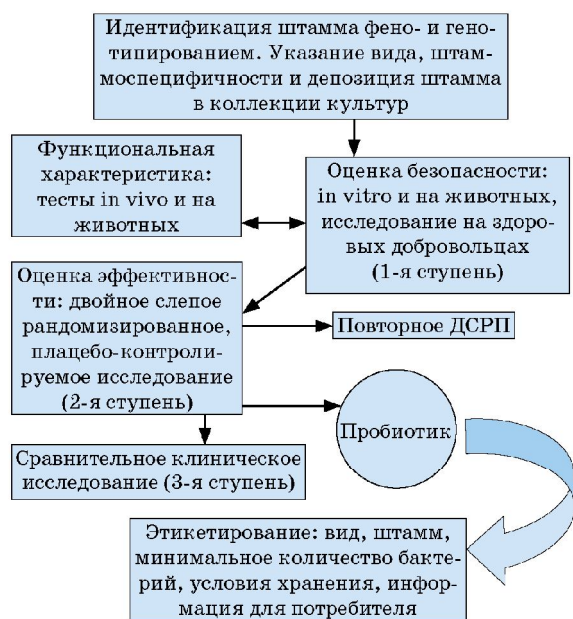 Идентификация штамма фено- и гено-
типированием. Указание вида, штам-
моспецифичности и депозиция штамма
в коллекции культур
Функциональная
характеристика:
тесты in vivo и на
животных
Оценка безопасности:
in vitro и на животных,
исследование на здоро-
вых добровольцах
(1-я ступень)
Оценка эффективнос-
ти: двойное слепое
рандомизированное,
плацебо-контроли-
руемое исследование
(2-я ступень)
Повторное ДСРП
Пробиотик
Сравнительное клиническое
исследование (3-я ступень)
Этикетирование: вид, штамм,
минимальное количество бакте-
рий, условия хранения, инфор-
мация для потребителя